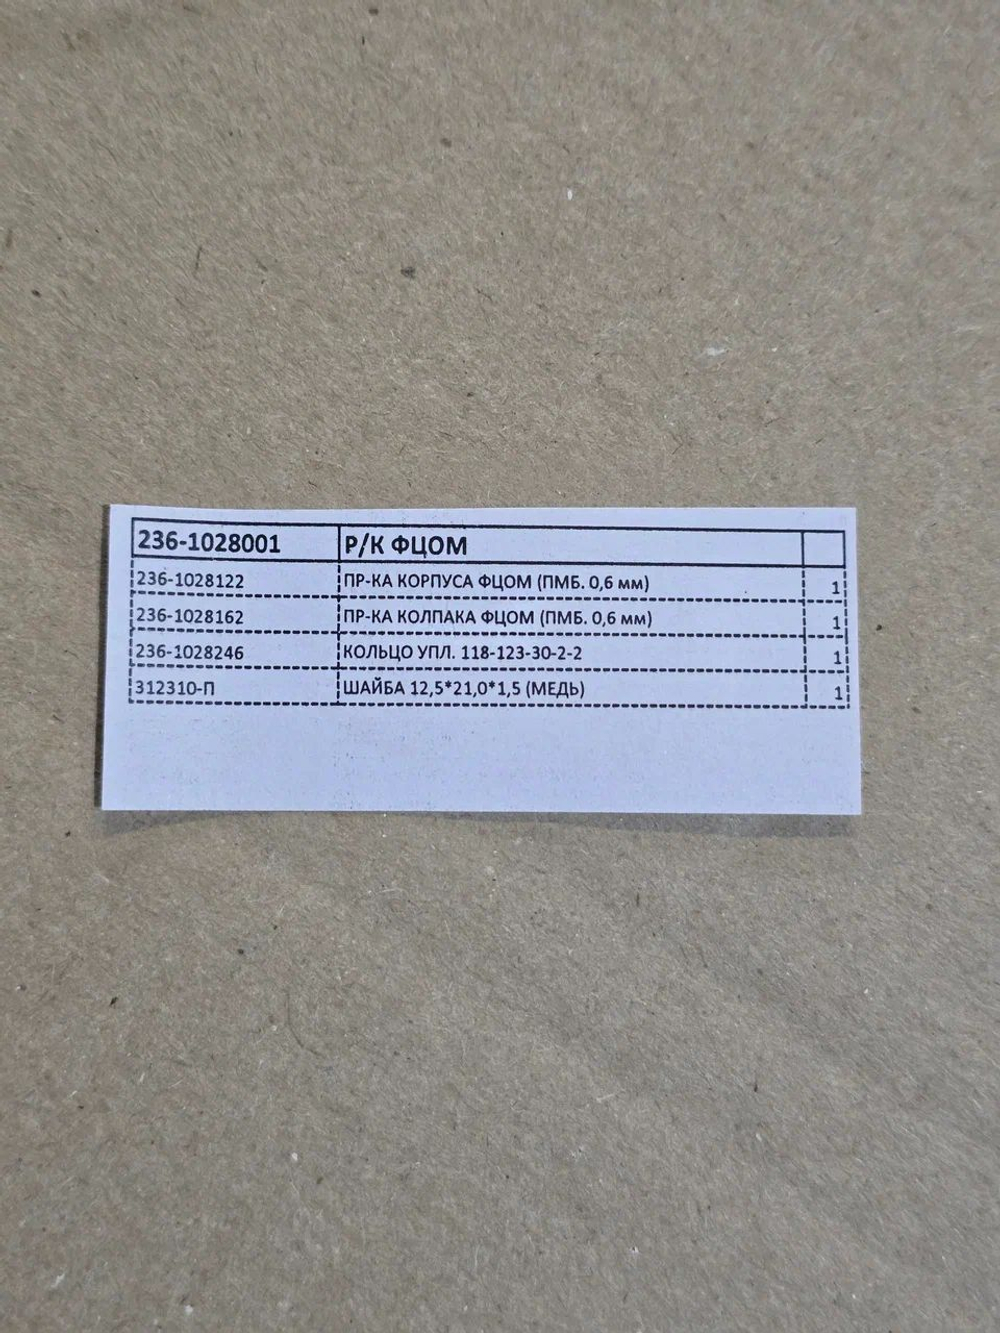 236-1028001 Р/К ФЦОМ
236-1028122 ПР-КА КОРПУСА ФЦОМ (ПМБ. 0,6 мм) 1
236-1028162 ПР-КА КОЛПАКА ФЦОМ (ПМБ. 0,6 мм) 1
236-1028246 КОЛЬЦО УПЛ. 118-123-30-2-2 1
312310-П ШАЙБА 12,5*21,0*1,5 (МЕДЬ) 1